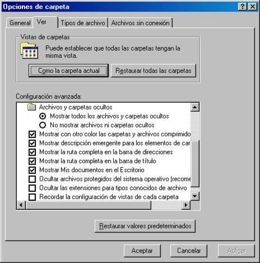 Opciones de carpeta
General Ver Tipos de archivo Archivos sin conexión
Vistas de carpetas
Puede establecer que todas las carpetas tengan la
misma vista.
Como la carpeta actual Restaurar todas las carpetas
Configuración avanzada:
Archivos y carpetas ocultos
Mostrar todos los archivos y carpetas ocultos
No mostrar archivos ni carpetas ocultos
Mostrar con otro color las carpetas y archivos comprimido
Mostrar descripción emergente para los elementos de car
Mostrar la ruta completa en la barra de direcciones
Mostrar la ruta completa en la barra de título
Mostrar Mis documentos en el Escritorio
Ocultar archivos protegidos del sistema operativo (recome
Ocultar las extensiones para tipos conocidos de archivo
Recordar la configuración de vistas de cada carpeta
Restaurar valores predeterminados
Aceptar Cancelar Aplicar